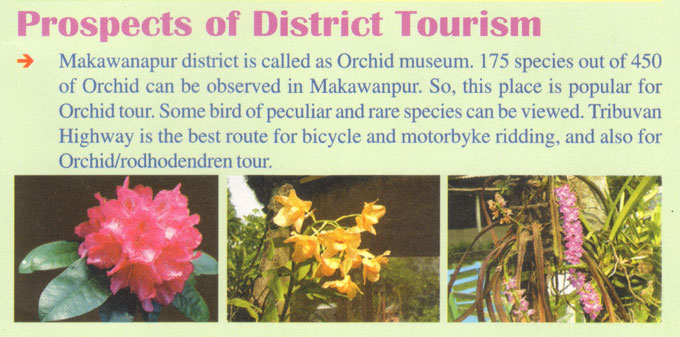 Prospects of District Tourism
➔ Makawanapur district is called as Orchid museum. 175 species out of 450
of Orchid can be observed in Makawanpur. So, this place is popular for
Orchid tour. Some bird of peculiar and rare species can be viewed. Tribuvan
Highway is the best route for bicycle and motorbyke ridding, and also for
Orchid/rodhodendren tour.